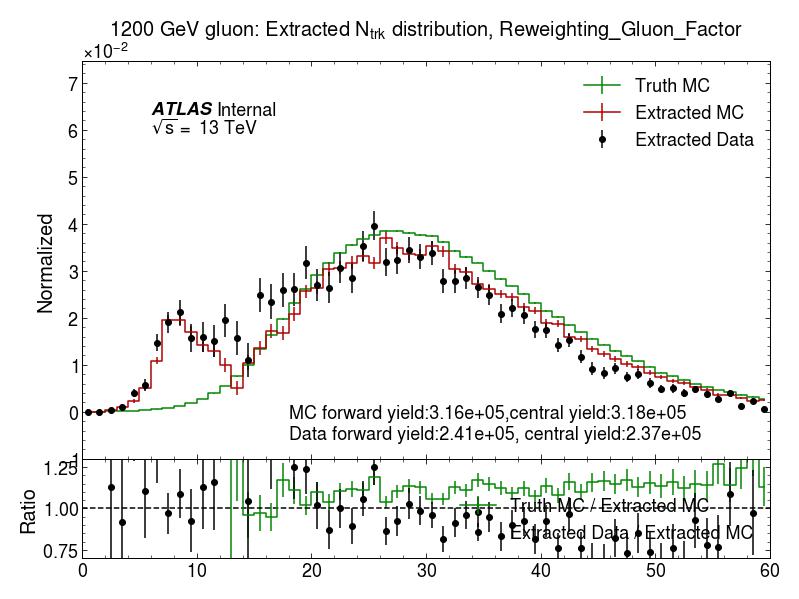 1200 GeV gluon: Extracted Ntrk distribution, Reweighting_Gluon_Factor
×10−2
7
6
5
4
3
2
1
0
1
Normalized
ATLAS Internal
√s = 13 TeV
Truth MC
Extracted MC
Extracted Data
MC forward yield:3.16e+05,central yield:3.18e+05
Data forward yield:2.41e+05, central yield:2.37e+05
1.25
1.00
0.75
Ratio
Truth MC / Extracted MC
Extracted Data / Extracted MC
0 10 20 30 40 50 60